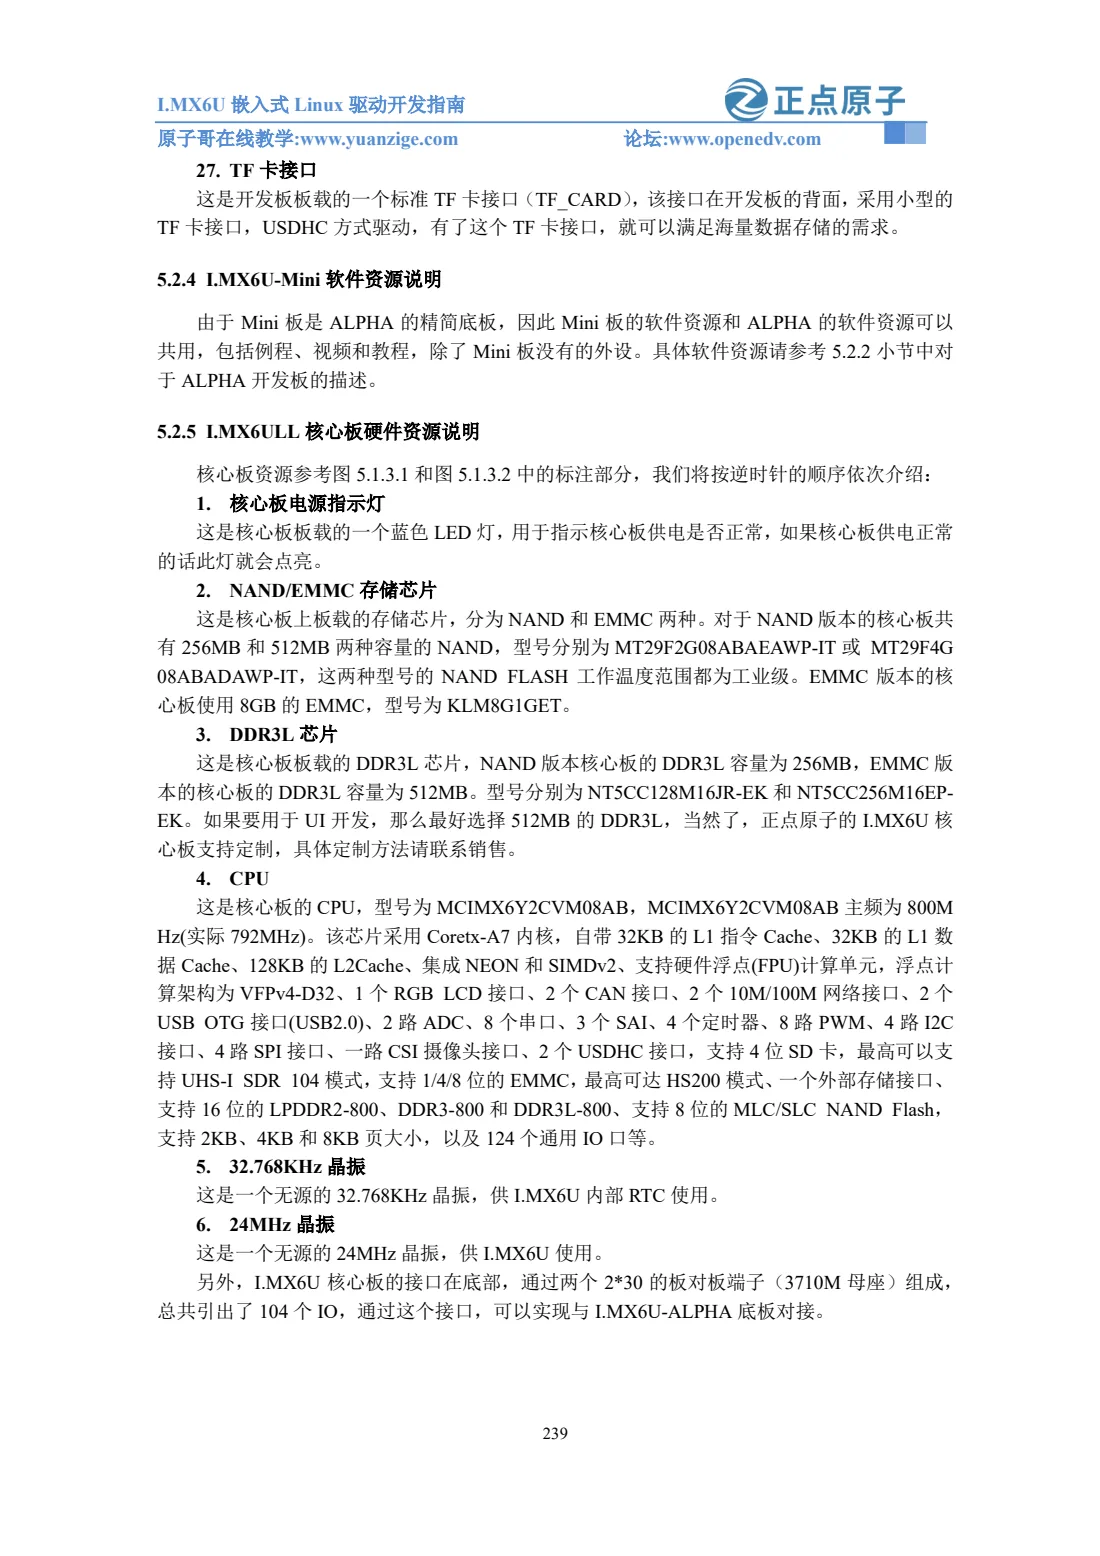 I.MX6U 嵌入式 Linux 驱动开发指南
正点原子
原子哥在线教学:www.yuanzige.com 论坛:www.openedv.com
27. TF 卡接口
这是开发板板载的一个标准 TF 卡接口（TF_CARD），该接口在开发板的背面，采用小型的
TF 卡接口，USDHC 方式驱动，有了这个 TF 卡接口，就可以满足海量数据存储的需求。
5.2.4 I.MX6U-Mini 软件资源说明
由于 Mini 板是 ALPHA 的精简底板，因此 Mini 板的软件资源和 ALPHA 的软件资源可以
共用，包括例程、视频和教程，除了 Mini 板没有的外设。具体软件资源请参考 5.2.2 小节中对
于 ALPHA 开发板的描述。
5.2.5 I.MX6ULL 核心板硬件资源说明
核心板资源参考图 5.1.3.1 和图 5.1.3.2 中的标注部分，我们将按逆时针的顺序依次介绍：
1. 核心板电源指示灯
这是核心板板载的一个蓝色 LED 灯，用于指示核心板供电是否正常，如果核心板供电正常
的话此灯就会点亮。
2. NAND/EMMC 存储芯片
这是核心板上板载的存储芯片，分为 NAND 和 EMMC 两种。对于 NAND 版本的核心板共
有 256MB 和 512MB 两种容量的 NAND，型号分别为 MT29F2G08ABAEAWP-IT 或 MT29F4G
08ABADAWP-IT，这两种型号的 NAND FLASH 工作温度范围都为工业级。EMMC 版本的核
心板使用 8GB 的 EMMC，型号为 KLM8G1GET。
3. DDR3L 芯片
这是核心板板载的 DDR3L 芯片，NAND 版本核心板的 DDR3L 容量为 256MB，EMMC 版
本的核心板的 DDR3L 容量为 512MB。型号分别为 NT5CC128M16JR-EK 和 NT5CC256M16EP-
EK。如果要用于 UI 开发，那么最好选择 512MB 的 DDR3L，当然了，正点原子的 I.MX6U 核
心板支持定制，具体定制方法请联系销售。
4. CPU
这是核心板的 CPU，型号为 MCIMX6Y2CVM08AB，MCIMX6Y2CVM08AB 主频为 800M
Hz(实际 792MHz)。该芯片采用 Coretx-A7 内核，自带 32KB 的 L1 指令 Cache、32KB 的 L1 数
据 Cache、128KB 的 L2Cache、集成 NEON 和 SIMDv2、支持硬件浮点(FPU)计算单元，浮点计
算架构为 VFPv4-D32、1 个 RGB LCD 接口、2 个 CAN 接口、2 个 10M/100M 网络接口、2 个
USB OTG 接口(USB2.0)、2 路 ADC、8 个串口、3 个 SAI、4 个定时器、8 路 PWM、4 路 I2C
接口、4 路 SPI 接口、一路 CSI 摄像头接口、2 个 USDHC 接口，支持 4 位 SD 卡，最高可以支
持 UHS-I SDR 104 模式，支持 1/4/8 位的 EMMC，最高可达 HS200 模式、一个外部存储接口、
支持 16 位的 LPDDR2-800、DDR3-800 和 DDR3L-800、支持 8 位的 MLC/SLC NAND Flash，
支持 2KB、4KB 和 8KB 页大小，以及 124 个通用 IO 口等。
5. 32.768KHz 晶振
这是一个无源的 32.768KHz 晶振，供 I.MX6U 内部 RTC 使用。
6. 24MHz 晶振
这是一个无源的 24MHz 晶振，供 I.MX6U 使用。
另外，I.MX6U 核心板的接口在底部，通过两个 2*30 的板对板端子（3710M 母座）组成，
总共引出了 104 个 IO，通过这个接口，可以实现与 I.MX6U-ALPHA 底板对接。
239